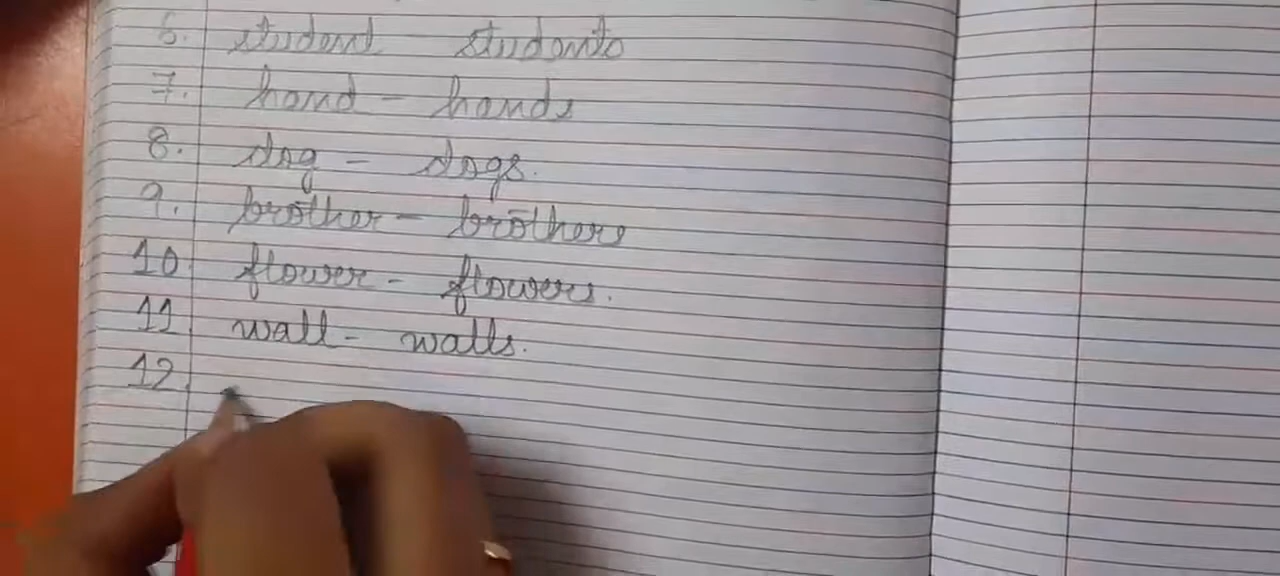 6. student students
7. hand - hands
8. dog - dogs.
9. brother - brothers
10 flower - flowers.
11 wall - walls.
12.